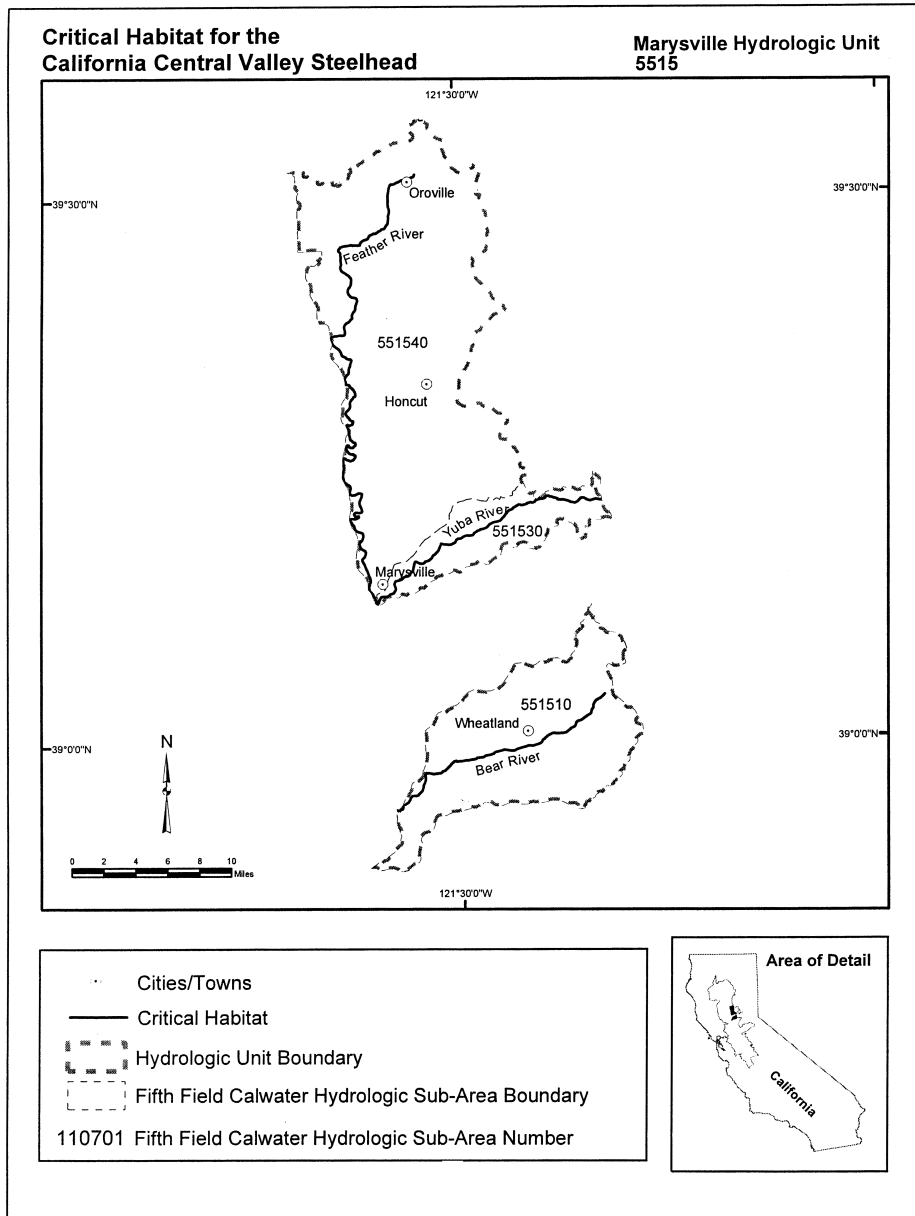 Critical Habitat for the
California Central Valley Steelhead
Marysville Hydrologic Unit
5515
121°30'0"W
39°30'0"N
39°30'0"N
Oroville
Feather River
551540
Honcut
Yuba River
551530
Marysville
551510
Wheatland
Bear River
39°0'0"N
39°0'0"N
N
0 2 4 6 8 10
Miles
121°30'0"W
Cities/Towns
Critical Habitat
Hydrologic Unit Boundary
Fifth Field Calwater Hydrologic Sub-Area Boundary
110701 Fifth Field Calwater Hydrologic Sub-Area Number
Area of Detail
California